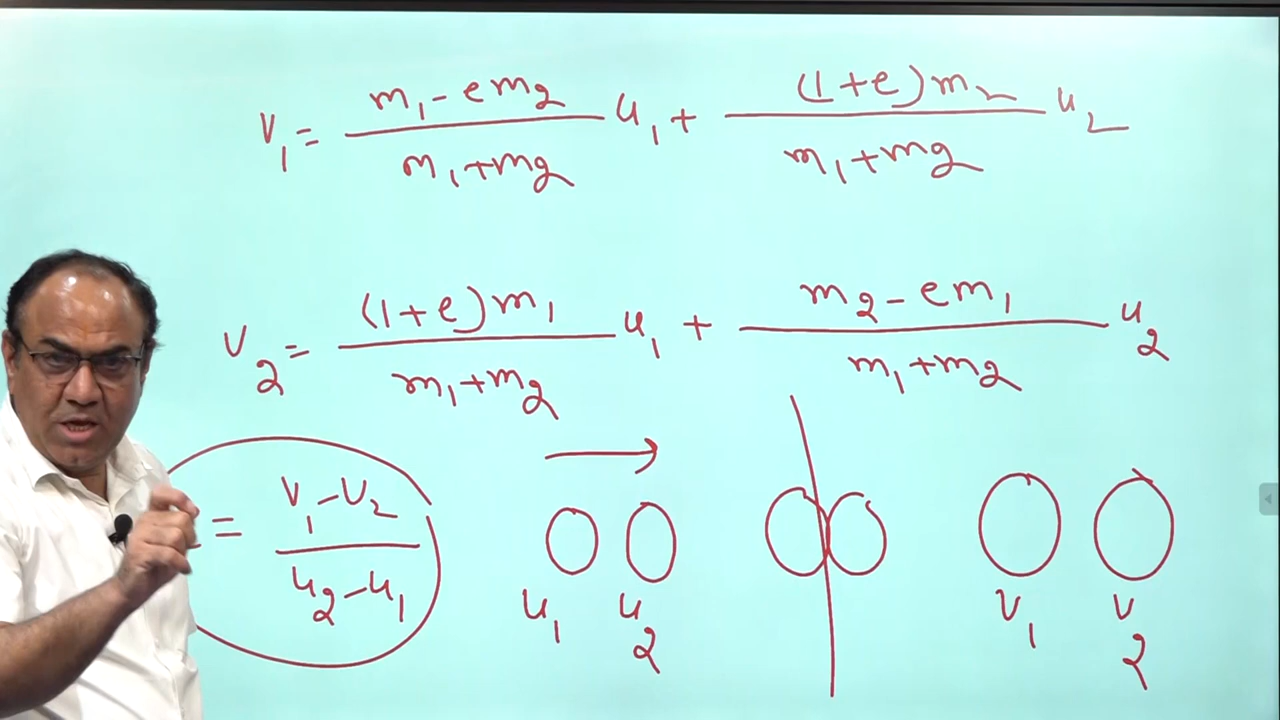 v₁ = (m₁ - em₂)/(m₁ + m₂) u₁ + ((1+e)m₂)/(m₁ + m₂) u₂
v₂ = ((1+e)m₁)/(m₁ + m₂) u₁ + (m₂ - em₁)/(m₁ + m₂) u₂
= (v₁ - v₂)/(u₂ - u₁)
u₁ u₂ v₁ v₂